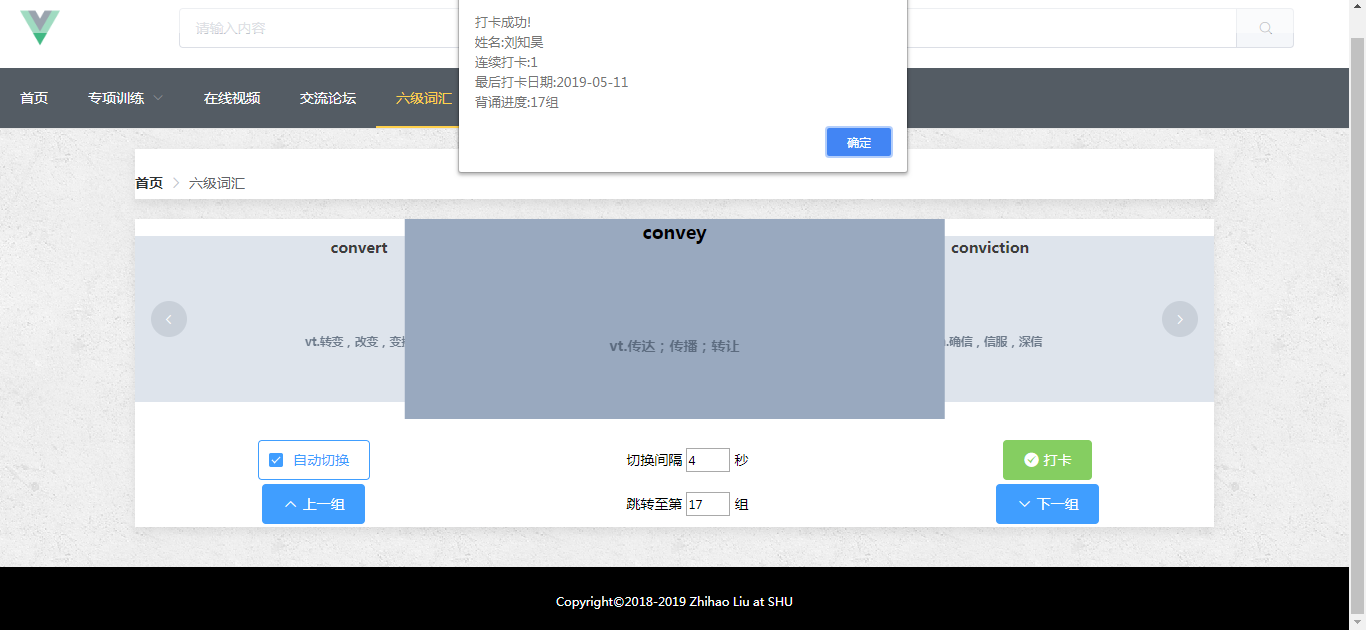 请输入内容
打卡成功!
姓名:刘知昊
连续打卡:1
最后打卡日期:2019-05-11
背诵进度:17组
确定
首页 专项训练 在线视频 交流论坛 六级词汇
首页 六级词汇
convert convey conviction
vt.转变，改变，变 vt.传达；传播；转让 .确信，信服，深信
自动切换 切换间隔 4 秒 打卡
上一组 跳转至第 17 组 下一组
Copyright©2018-2019 Zhihao Liu at SHU